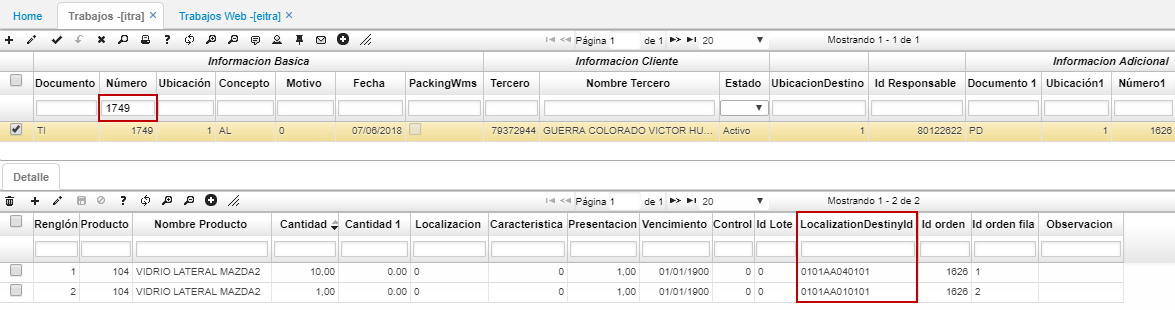 Home Trabajos -[itra] × Trabajos Web -[eitra] ×
Página 1 de 1 20 Mostrando 1 - 1 de 1
Informacion Basica Informacion Cliente Informacion Adicional
Documento Número Ubicación Concepto Motivo Fecha PackingWms Tercero Nombre Tercero Estado UbicacionDestino Id Responsable Documento 1 Ubicación1 Número1
1749
TI 1749 1 AL 0 07/06/2018 79372944 GUERRA COLORADO VICTOR HU... Activo 1 80122622 PD 1 1626
Detalle
Página 1 de 1 20 Mostrando 1 - 2 de 2
Renglón Producto Nombre Producto Cantidad Cantidad 1 Localizacion Caracteristica Presentacion Vencimiento Control Id Lote LocalizationDestinyId Id orden Id orden fila Observacion
1 104 VIDRIO LATERAL MAZDA2 10,00 0.00 0 0 1,00 01/01/1900 0 0 0101AA040101 1626 1
2 104 VIDRIO LATERAL MAZDA2 1,00 0.00 0 0 1,00 01/01/1900 0 0 0101AA010101 1626 2